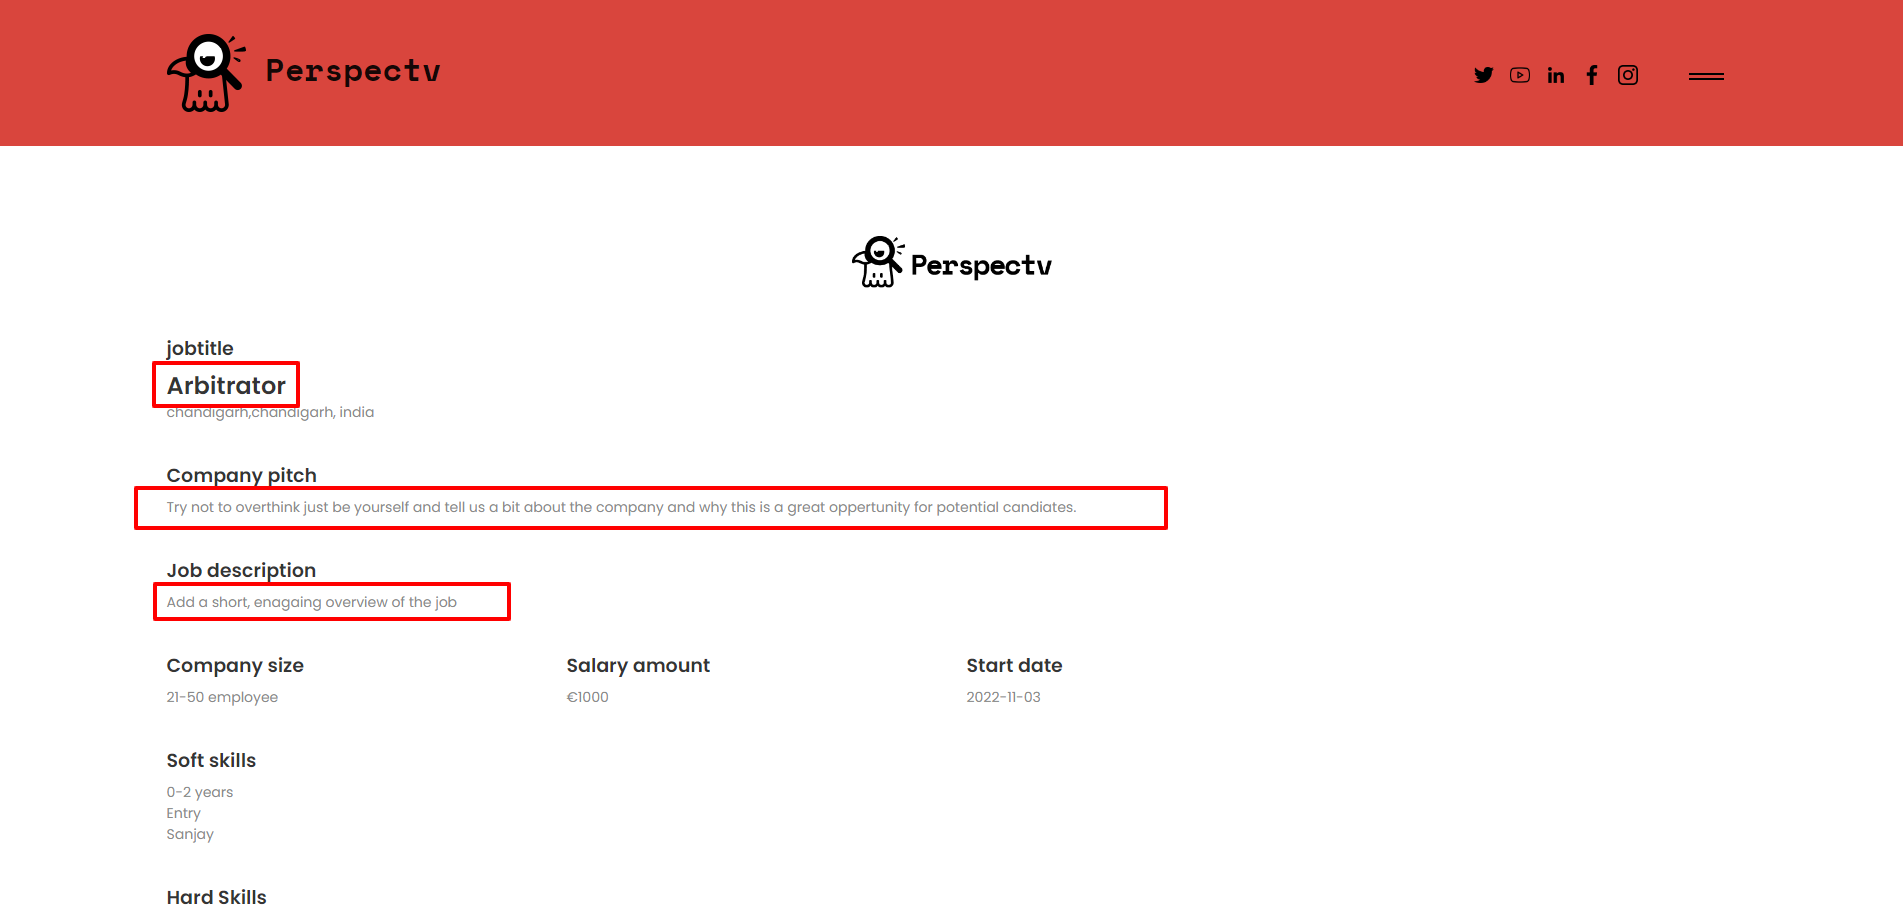 Perspectv
Perspectv
jobtitle
Arbitrator
chandigarh,chandigarh, india
Company pitch
Try not to overthink just be yourself and tell us a bit about the company and why this is a great oppertunity for potential candiates.
Job description
Add a short, enagaing overview of the job
Company size
Salary amount
Start date
21-50 employee
€1000
2022-11-03
Soft skills
0-2 years
Entry
Sanjay
Hard Skills